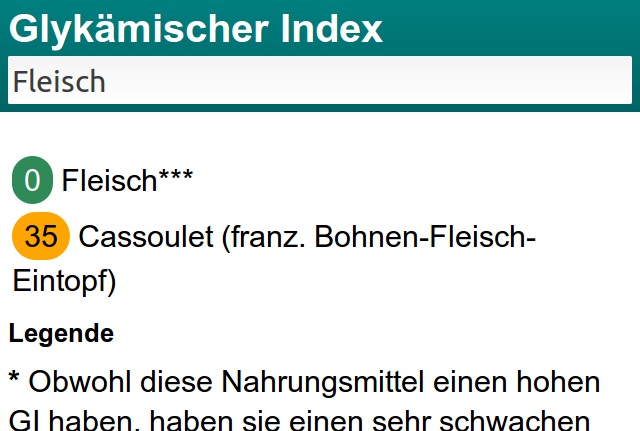 Glykämischer Index
Fleisch
0 Fleisch***
35 Cassoulet (franz. Bohnen-Fleisch-
Eintopf)
Legende
* Obwohl diese Nahrungsmittel einen hohen
GI haben, haben sie einen sehr schwachen